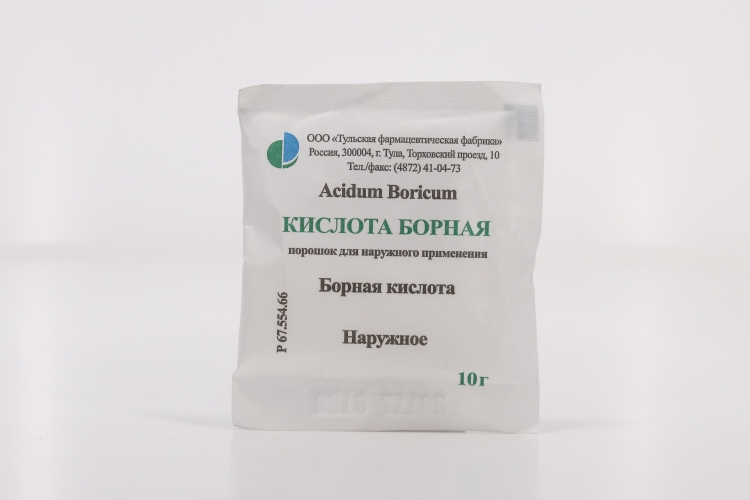 ООО «Тульская фармацевтическая фабрика»
Россия, 300004, г. Тула, Торховский проезд, 10
Тел./факс: (4872) 41-04-73
Acidum Boricum
КИСЛОТА БОРНАЯ
порошок для наружного применения
Борная кислота
Наружное
10 г
Р 67.554.66